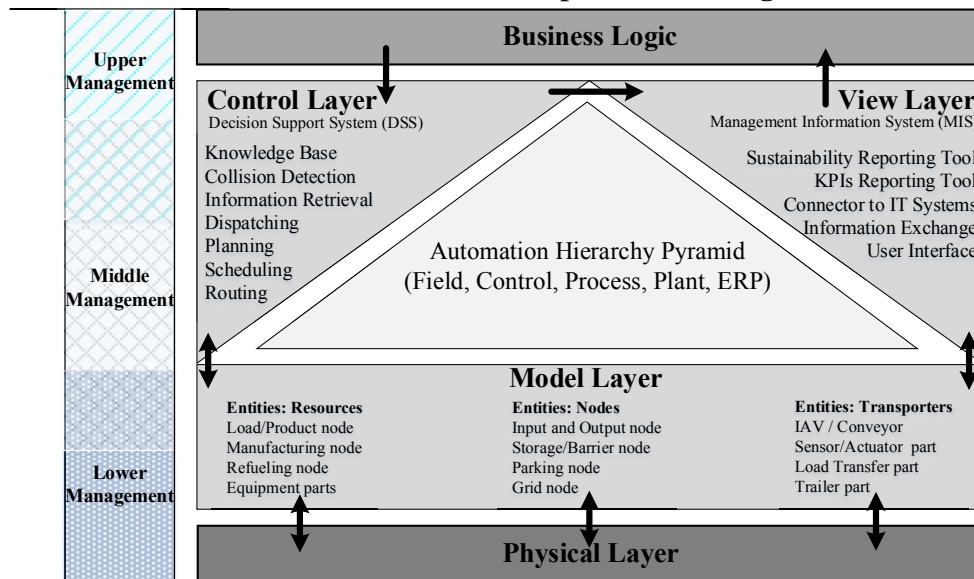 Business Logic
Upper
Management
Control Layer
Decision Support System (DSS)
Knowledge Base
Collision Detection
Information Retrieval
Dispatching
Planning
Scheduling
Routing
View Layer
Management Information System (MIS)
Sustainability Reporting Tool
KPIs Reporting Tool
Connector to IT Systems
Information Exchange
User Interface
Automation Hierarchy Pyramid
(Field, Control, Process, Plant, ERP)
Middle
Management
Model Layer
Entities: Resources
Load/Product node
Manufacturing node
Refueling node
Equipment parts
Entities: Nodes
Input and Output node
Storage/Barrier node
Parking node
Grid node
Entities: Transporters
IAV / Conveyor
Sensor/Actuator part
Load Transfer part
Trailer part
Lower
Management
Physical Layer